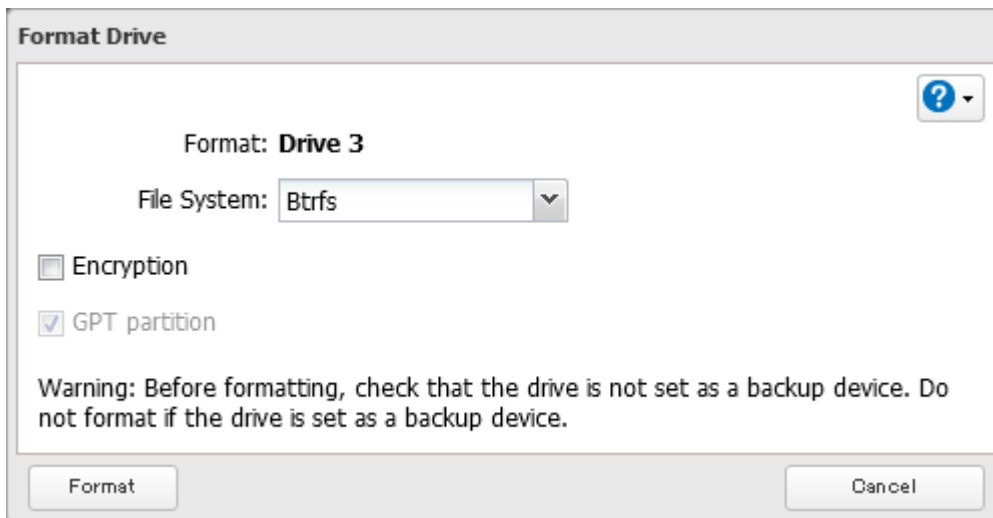 Format Drive
?
Format: Drive 3
File System: Btrfs
Encryption
GPT partition
Warning: Before formatting, check that the drive is not set as a backup device. Do
not format if the drive is set as a backup device.
Format Cancel